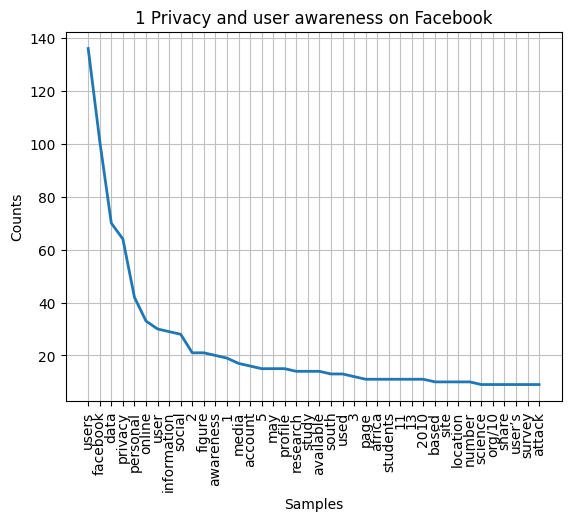 1 Privacy and user awareness on Facebook
140
120
100
80
60
40
20
Counts
users
facebook
data
privacy
personal
online
user
information
social
2
figure
awareness
1
media
account
5
may
profile
research
study
available
south
used
3
page
africa
students
11
13
2010
based
site
location
number
science
org/10
share
user’s
survey
attack
Samples